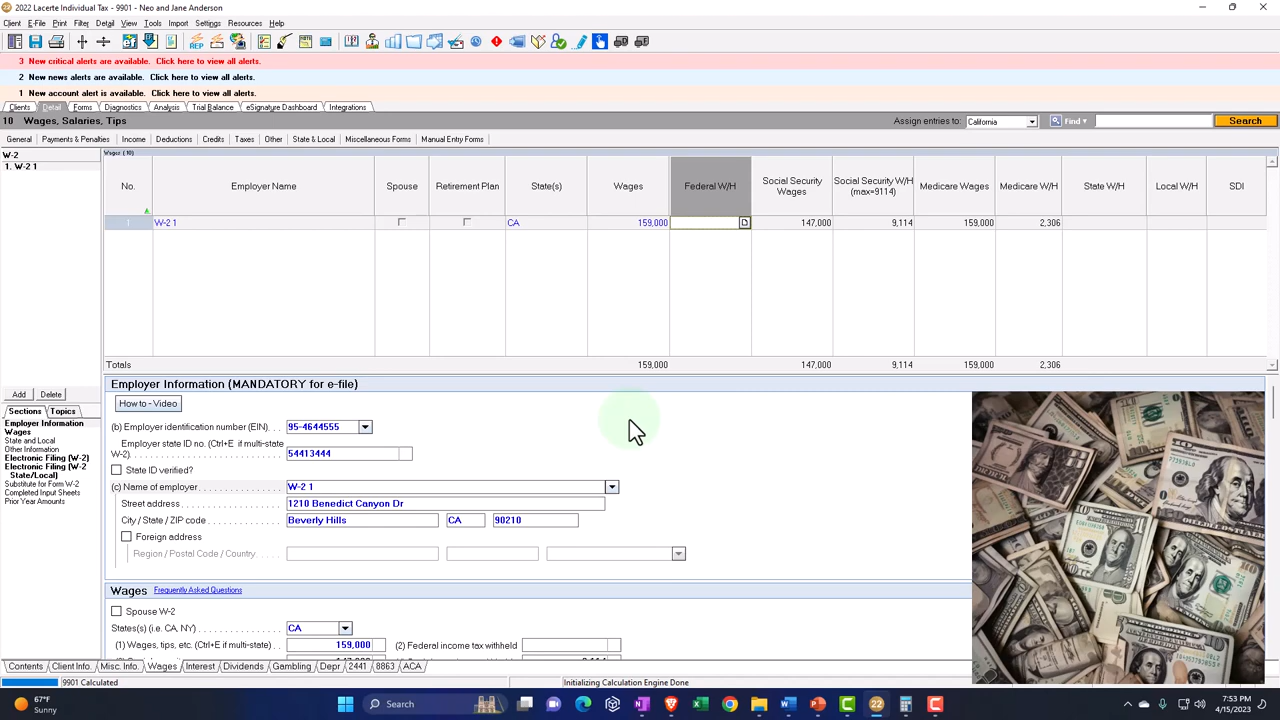 2022 Lacerte Individual Tax - 9901 - Neo and Jane Anderson
Client E-File Print Filter Detail View Tools Import Settings Resources Help
3 New critical alerts are available. Click here to view all alerts.
2 New news alerts are available. Click here to view all alerts.
1 New account alert is available. Click here to view all alerts.
Clients Detail Forms Diagnostics Analysis Trial Balance eSignature Dashboard Integrations
10 Wages, Salaries, Tips Assign entries to: California Find Search
General Payments & Penalties Income Deductions Credits Taxes Other State & Local Miscellaneous Forms Manual Entry Forms
W-2 Wages (10)
1. W-2 1
No. Employer Name Spouse Retirement Plan State(s) Wages Federal W/H Social Security Wages Social Security W/H (max=9114) Medicare Wages Medicare W/H State W/H Local W/H SDI
1 W-2 1 CA 159,000 147,000 9,114 159,000 2,306
Totals 159,000 147,000 9,114 159,000 2,306
Add Delete
Sections Topics
Employer Information
Wages
State and Local
Other Information
Electronic Filing (W-2)
Electronic Filing (W-2
State/Local)
Substitute for Form W-2
Completed Input Sheets
Prior Year Amounts
Employer Information (MANDATORY for e-file)
How to - Video
(b) Employer identification number (EIN). . . 95-4644555
Employer state ID no. (Ctrl+E if multi-state
W-2). . . 54413444
State ID verified?
(c) Name of employer. . . W-2 1
Street address . . . 1210 Benedict Canyon Dr
City / State / ZIP code . . . Beverly Hills CA 90210
Foreign address
Region / Postal Code / Country. . .
Wages Frequently Asked Questions
Spouse W-2
States(s) (i.e. CA, NY) . . . CA
(1) Wages, tips, etc. (Ctrl+E if multi-state) . 159,000 (2) Federal income tax withheld
Contents Client Info. Misc. Info. Wages Interest Dividends Gambling Depr. 2441 8863 ACA
9901 Calculated Initializing Calculation Engine Done
67°F
Sunny
Search
22
7:53 PM
4/15/2023